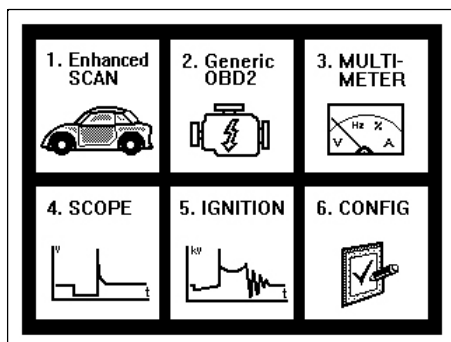 1. Enhanced
SCAN
2. Generic
OBD2
3. MULTI-
METER
Hz %
V A
4. SCOPE
V
t
5. IGNITION
kV
t
6. CONFIG